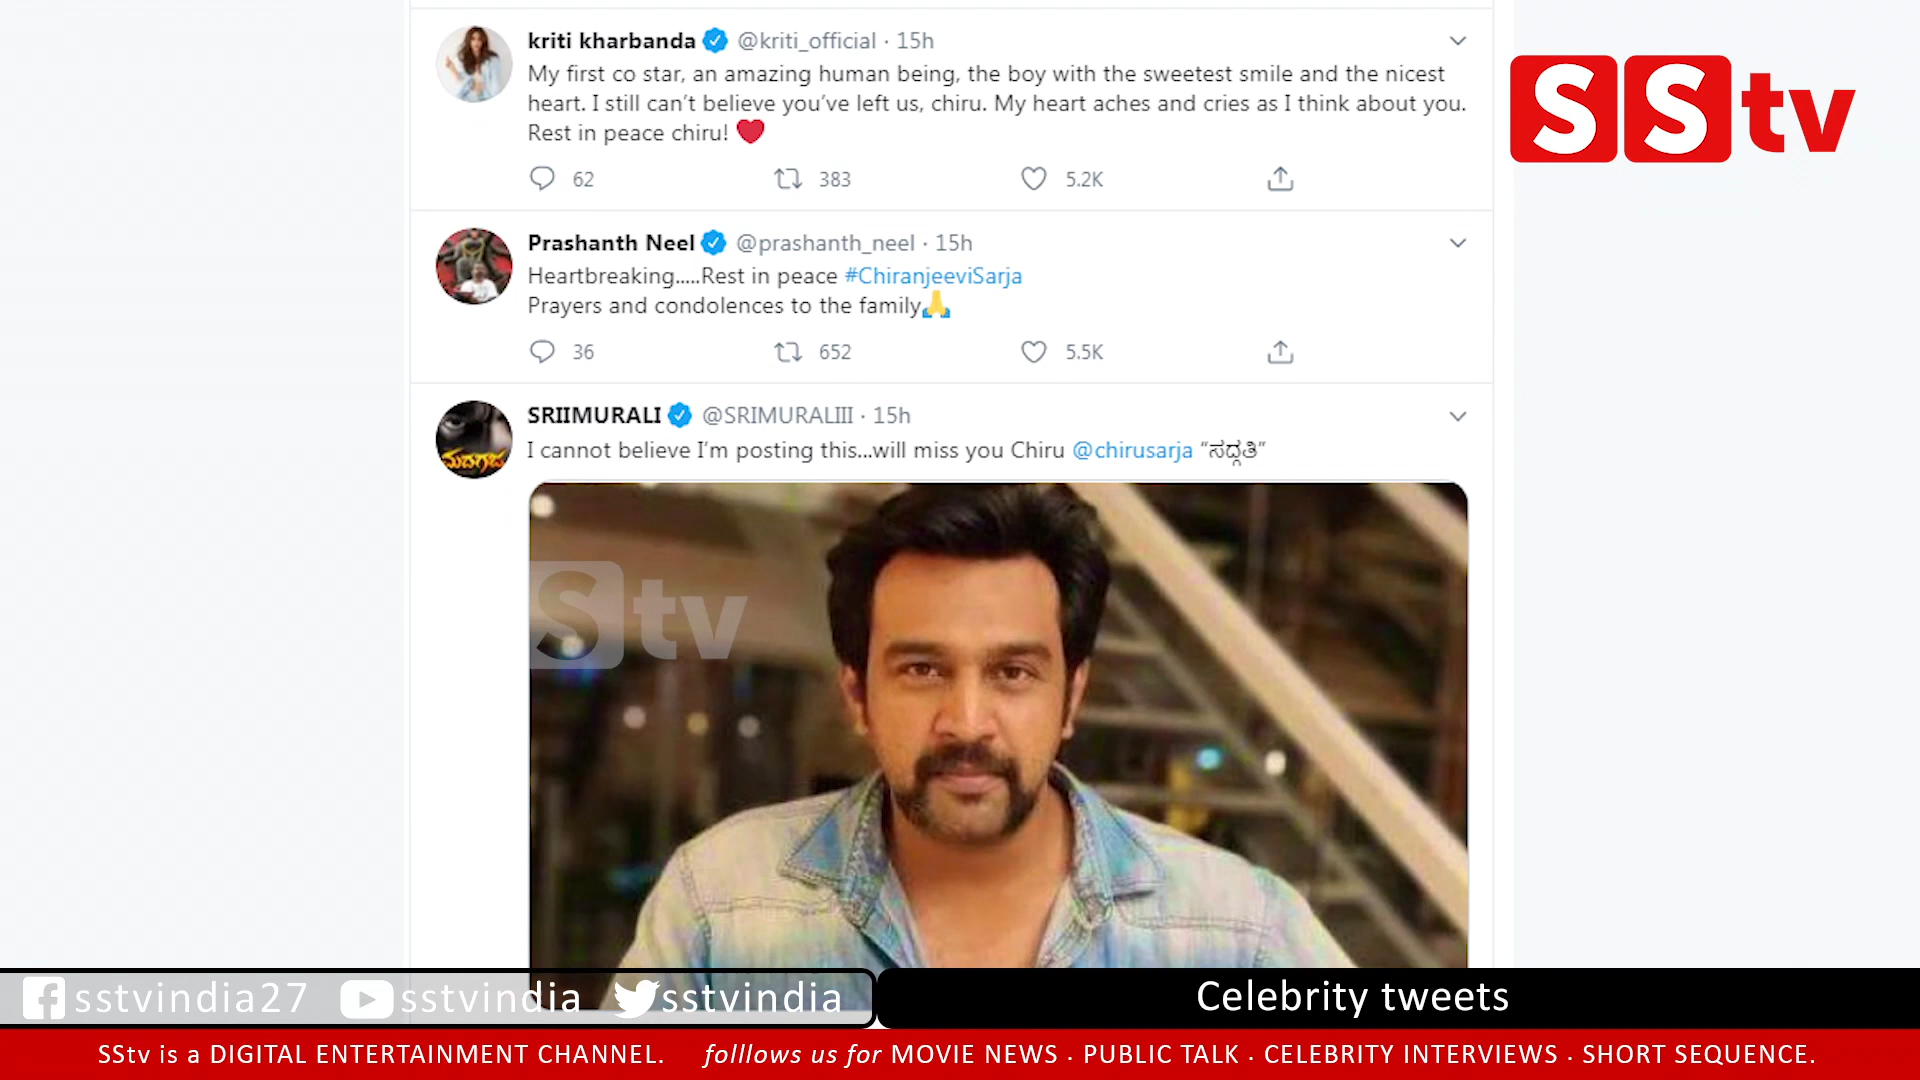 kriti kharbanda @kriti_official · 15h
My first co star, an amazing human being, the boy with the sweetest smile and the nicest
heart. I still can't believe you've left us, chiru. My heart aches and cries as I think about you.
Rest in peace chiru! ❤
62 383 5.2K
SStv
Prashanth Neel @prashanth_neel · 15h
Heartbreaking.....Rest in peace #ChiranjeeviSarja
Prayers and condolences to the family🙏
36 652 5.5K
SRIIMURALI @SRIMURALIII · 15h
I cannot believe I'm posting this...will miss you Chiru @chirusarja "ಸದ್ಗತಿ"
ಮದಗಜ
Stv
sstvindia27 sstvindia sstvindia
Celebrity tweets
SStv is a DIGITAL ENTERTAINMENT CHANNEL. folllows us for MOVIE NEWS · PUBLIC TALK · CELEBRITY INTERVIEWS · SHORT SEQUENCE.